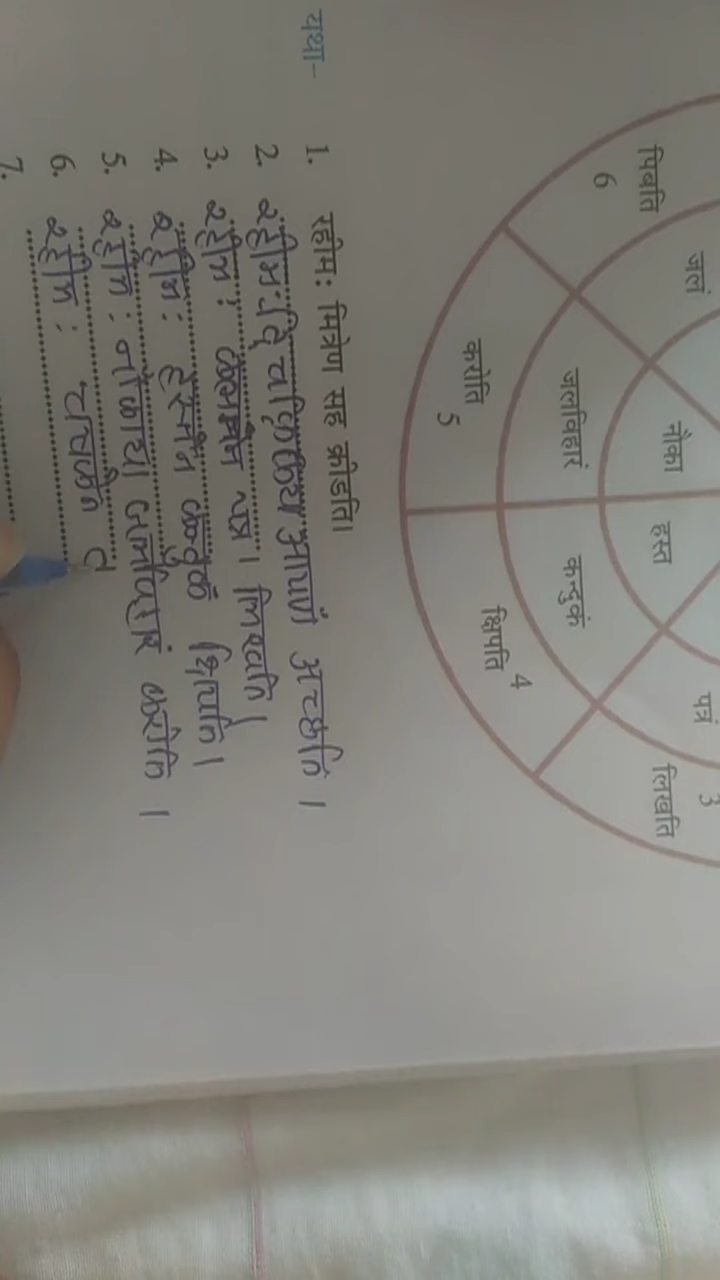 पिबति
6
जलं
नौका
जलविहारं
करोति
5
हस्त
कन्दुकं
क्षिपति
4
पत्रं
3
लिखति
यथा–
1. रहीमः मित्रेण सह क्रीडति।
2. रहीमः द्विचक्रिकया आपणं गच्छति ।
3. रहीमः कलमेन पत्रं लिखति ।
4. रहीमः हस्तेन कन्दुकं क्षिपति ।
5. रहीमः नौकाया जलविहारं करोति ।
6. रहीमः चषकेन
7.